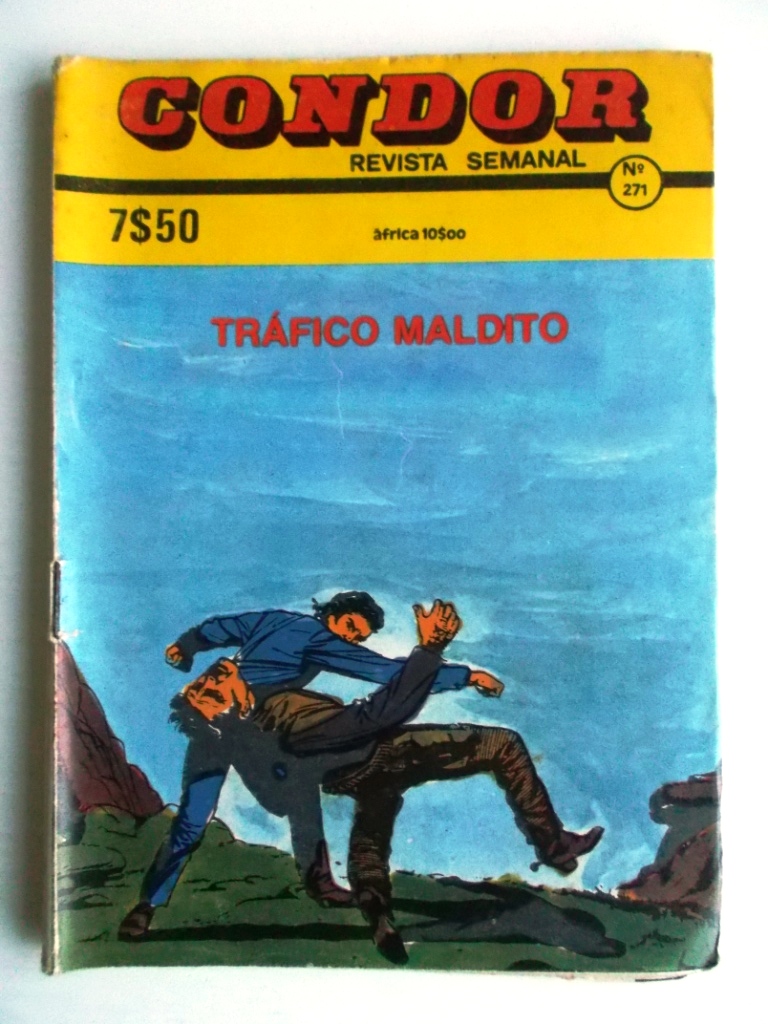 CONDOR
REVISTA SEMANAL
Nº
271
7$50
áfrica 10$00
TRÁFICO MALDITO